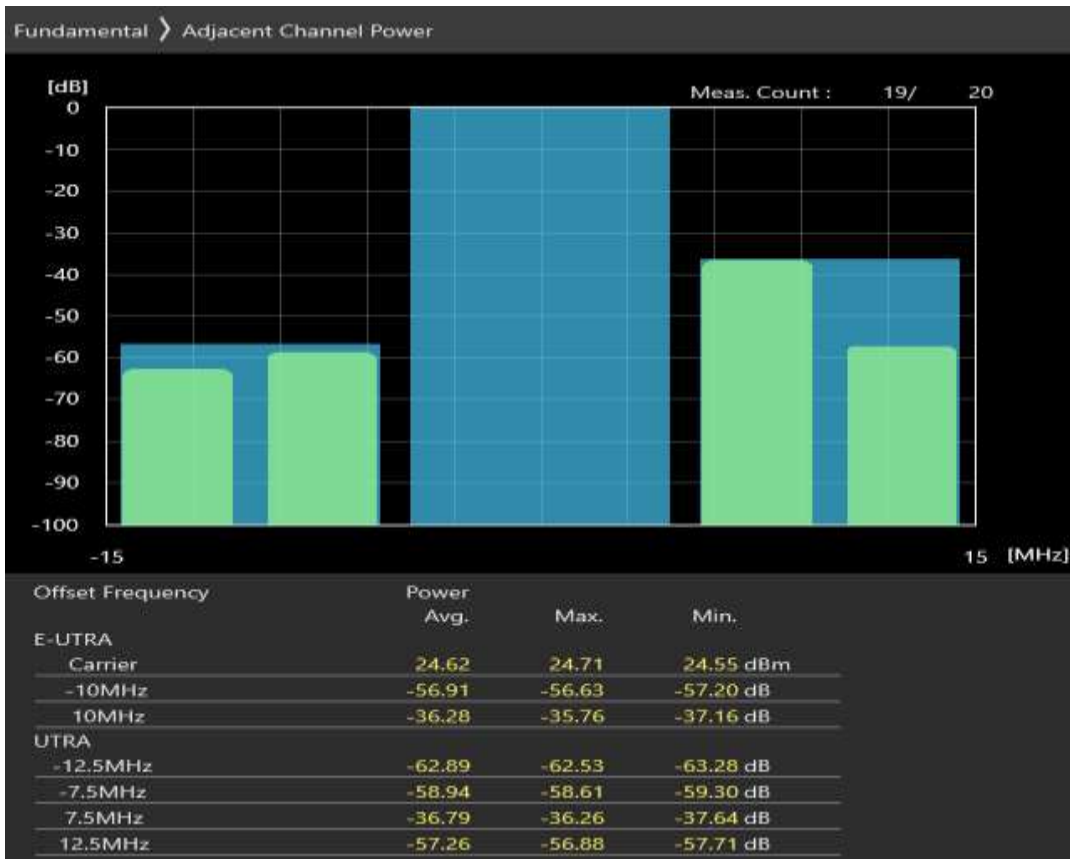 Fundamental 〉 Adjacent Channel Power
[dB]
Meas. Count : 19/ 20
0
-10
-20
-30
-40
-50
-60
-70
-80
-90
-100
-15 15 [MHz]
Offset Frequency Power
Avg. Max. Min.
E-UTRA
Carrier 24.62 24.71 24.55 dBm
-10MHz -56.91 -56.63 -57.20 dB
10MHz -36.28 -35.76 -37.16 dB
UTRA
-12.5MHz -62.89 -62.53 -63.28 dB
-7.5MHz -58.94 -58.61 -59.30 dB
7.5MHz -36.79 -36.26 -37.64 dB
12.5MHz -57.26 -56.88 -57.71 dB